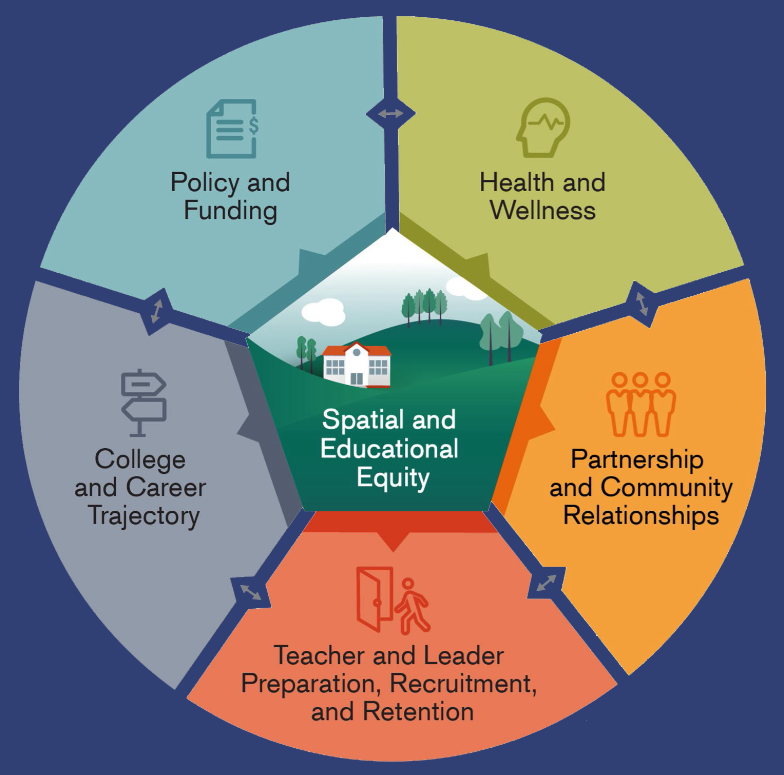 Policy and
Funding
$
Health and
Wellness
Spatial and
Educational
Equity
College
and Career
Trajectory
Partnership
and Community
Relationships
Teacher and Leader
Preparation, Recruitment,
and Retention